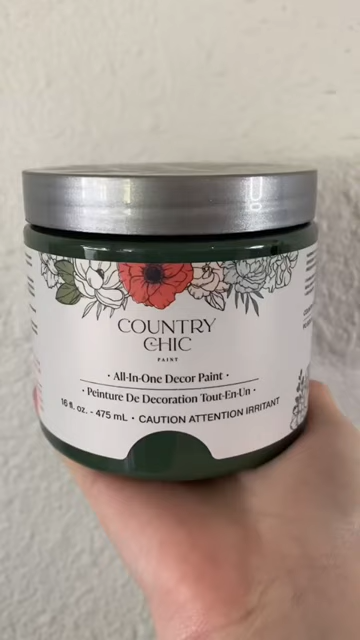 COUNTRY
CHIC
PAINT
· All-In-One Decor Paint ·
· Peinture De Decoration Tout-En-Un ·
16 fl. oz. - 475 mL · CAUTION ATTENTION IRRITANT